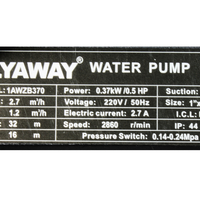 LYAWAY WATER PUMP
L: 1AWZB370 Power: 0.37kW /0.5 HP Suction:
2.7 m³/h Voltage: 220V / 50Hz Size: 1"x
1.2 m³/h Electric current: 2.7 A I.C.L
32 m Speed: 2860 r/min IP: 44
16 m Pressure Switch: 0.14-0.24Mpa